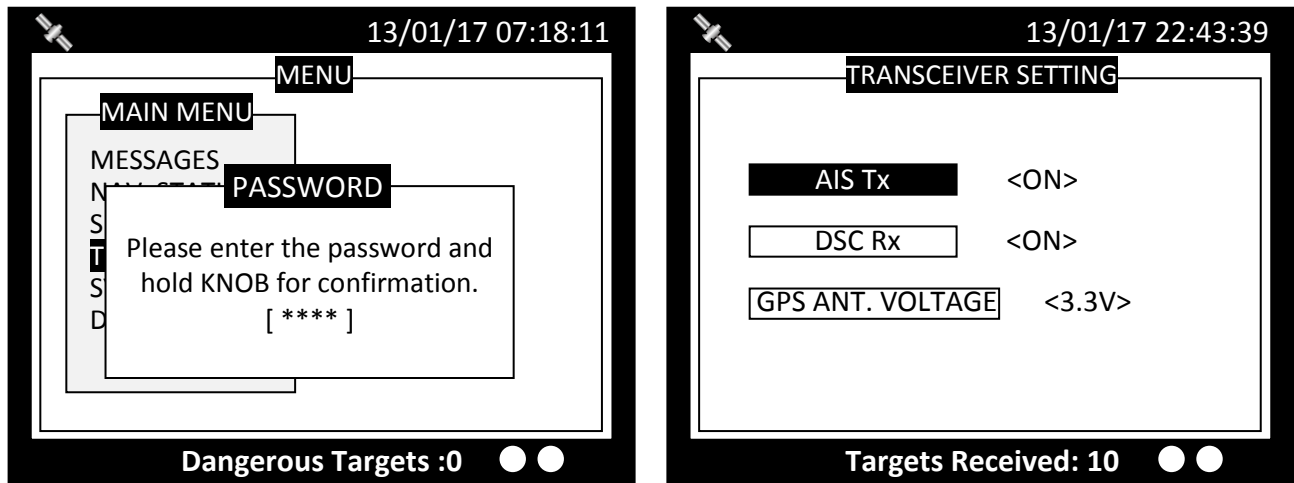 13/01/17 07:18:11
MENU
MAIN MENU
MESSAGES
PASSWORD
S
T
S
D
Please enter the password and
hold KNOB for confirmation.
[ **** ]
Dangerous Targets :0
13/01/17 22:43:39
TRANSCEIVER SETTING
AIS Tx <ON>
DSC Rx <ON>
GPS ANT. VOLTAGE <3.3V>
Targets Received: 10